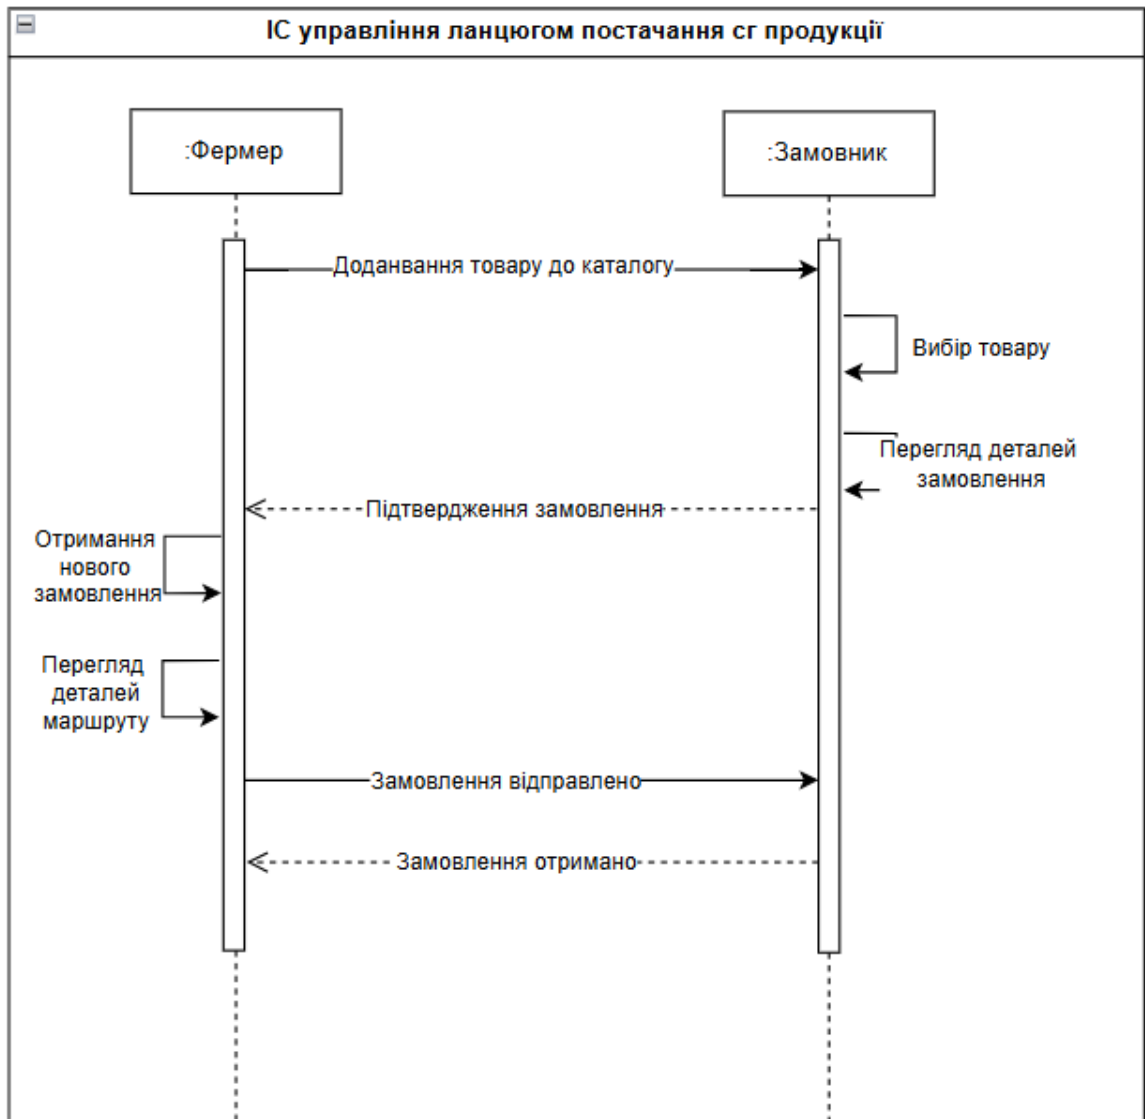 ІС управління ланцюгом постачання сг продукції
:Фермер
:Замовник
Доданвання товару до каталогу
Вибір товару
Перегляд деталей
замовлення
Підтвердження замовлення
Отримання
нового
замовлення
Перегляд
деталей
маршруту
Замовлення відправлено
Замовлення отримано